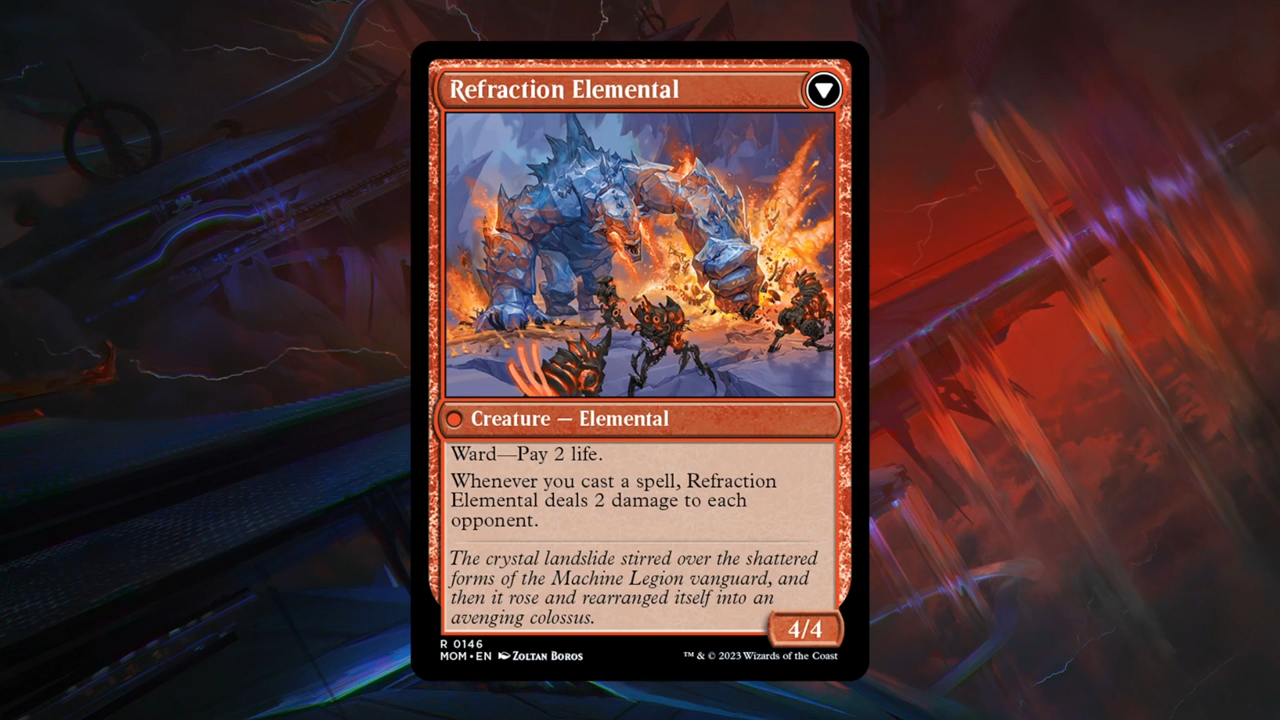 Refraction Elemental
Creature — Elemental
Ward—Pay 2 life.
Whenever you cast a spell, Refraction
Elemental deals 2 damage to each
opponent.
The crystal landslide stirred over the shattered
forms of the Machine Legion vanguard, and
then it rose and rearranged itself into an
avenging colossus.
4/4
R 0146
MOM • EN Zoltan Boros
™ & © 2023 Wizards of the Coast